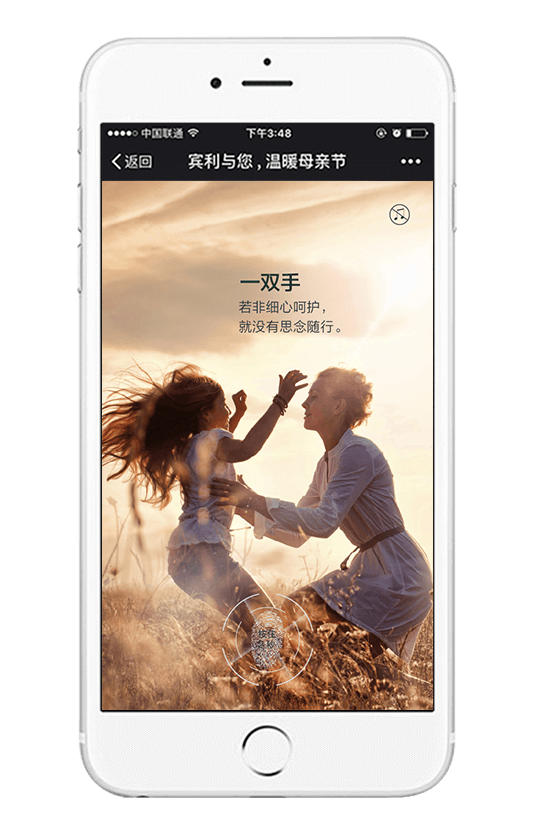 中国联通
下午3:48
返回
宾利与您，温暖母亲节
一双手
若非细心呵护，
就没有思念随行。